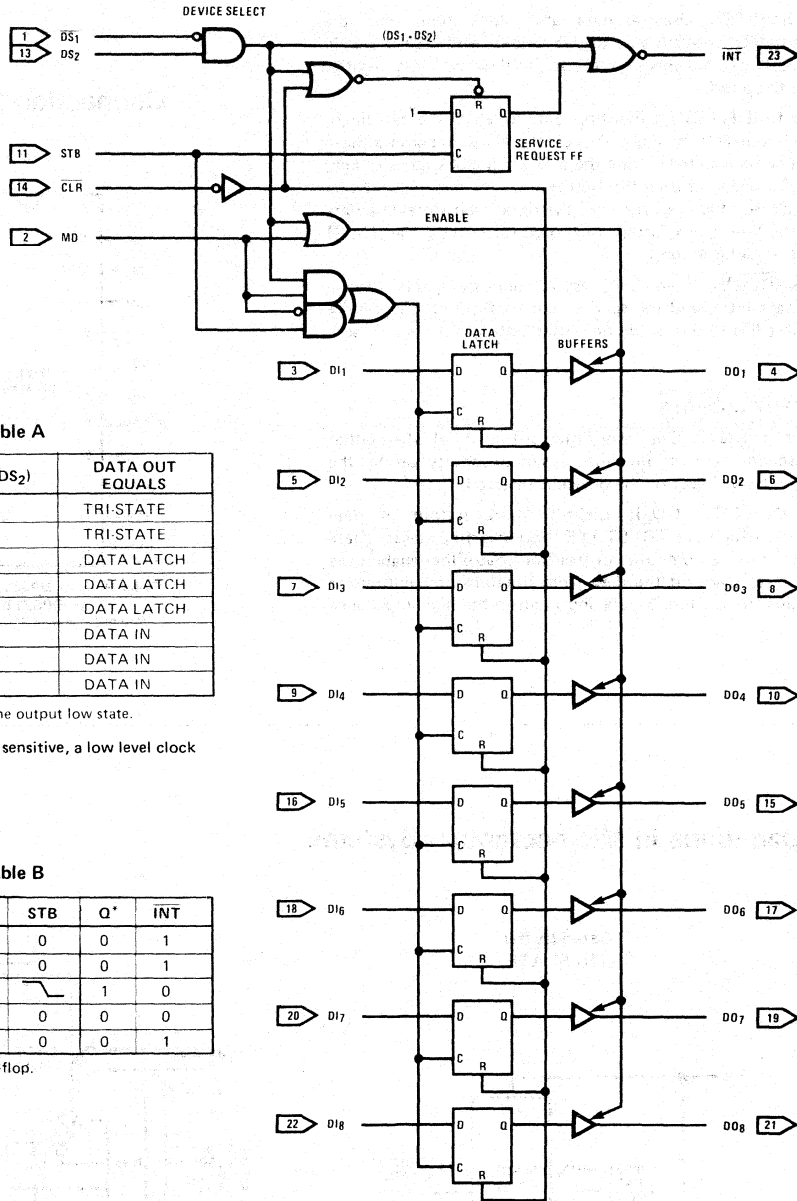 DEVICE SELECT
1 DS1
13 DS2
(DS1 • DS2)
INT 23
R
1 D Q
C
SERVICE
REQUEST FF
11 STB
14 CLR
2 MD
ENABLE
DATA
LATCH
BUFFERS
3 DI1 D Q DO1 4
C
R
5 DI2 D Q DO2 6
C
R
7 DI3 D Q DO3 8
C
R
9 DI4 D Q DO4 10
C
R
16 DI5 D Q DO5 15
C
R
18 DI6 D Q DO6 17
C
R
20 DI7 D Q DO7 19
C
R
22 DI8 D Q DO8 21
C
R
ble A
DS2) DATA OUT
EQUALS
TRI-STATE
TRI-STATE
DATA LATCH
DATA LATCH
DATA LATCH
DATA IN
DATA IN
DATA IN
ne output low state.
sensitive, a low level clock
ble B
STB Q* INT
0 0 1
0 0 1
1 0
0 0 0
0 0 1
-flop.